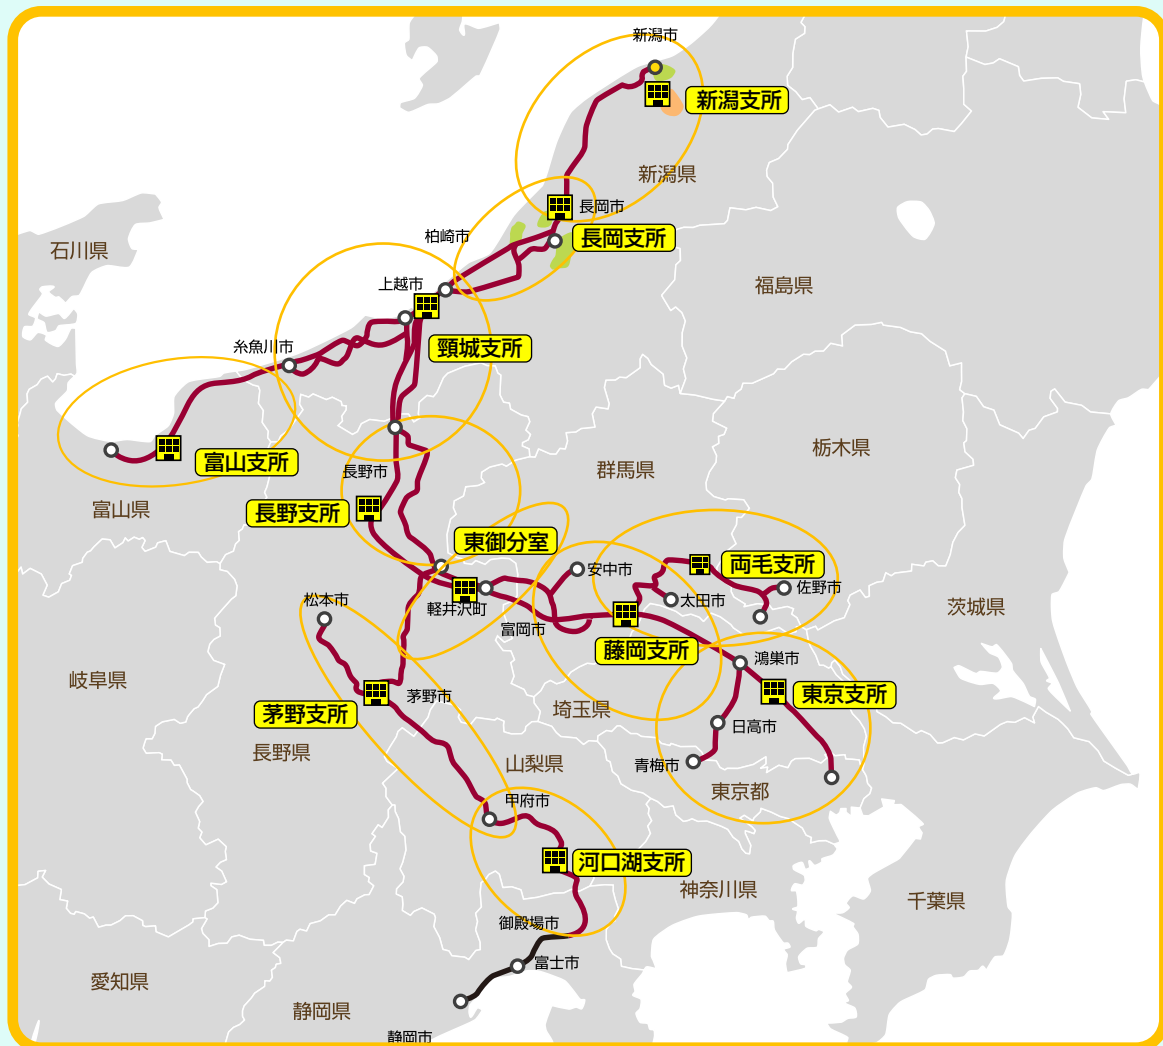 新潟市
新潟支所
新潟県
長岡市
柏崎市
長岡支所
石川県
上越市
福島県
糸魚川市
頸城支所
栃木県
富山支所
長野市
群馬県
富山県
長野支所
東御分室
両毛支所
安中市
佐野市
松本市
軽井沢町
太田市
茨城県
富岡市
藤岡支所
鴻巣市
岐阜県
茅野市
東京支所
茅野支所
埼玉県
日高市
長野県
山梨県
青梅市
東京都
甲府市
河口湖支所
神奈川県
千葉県
御殿場市
富士市
愛知県
静岡県
静岡市